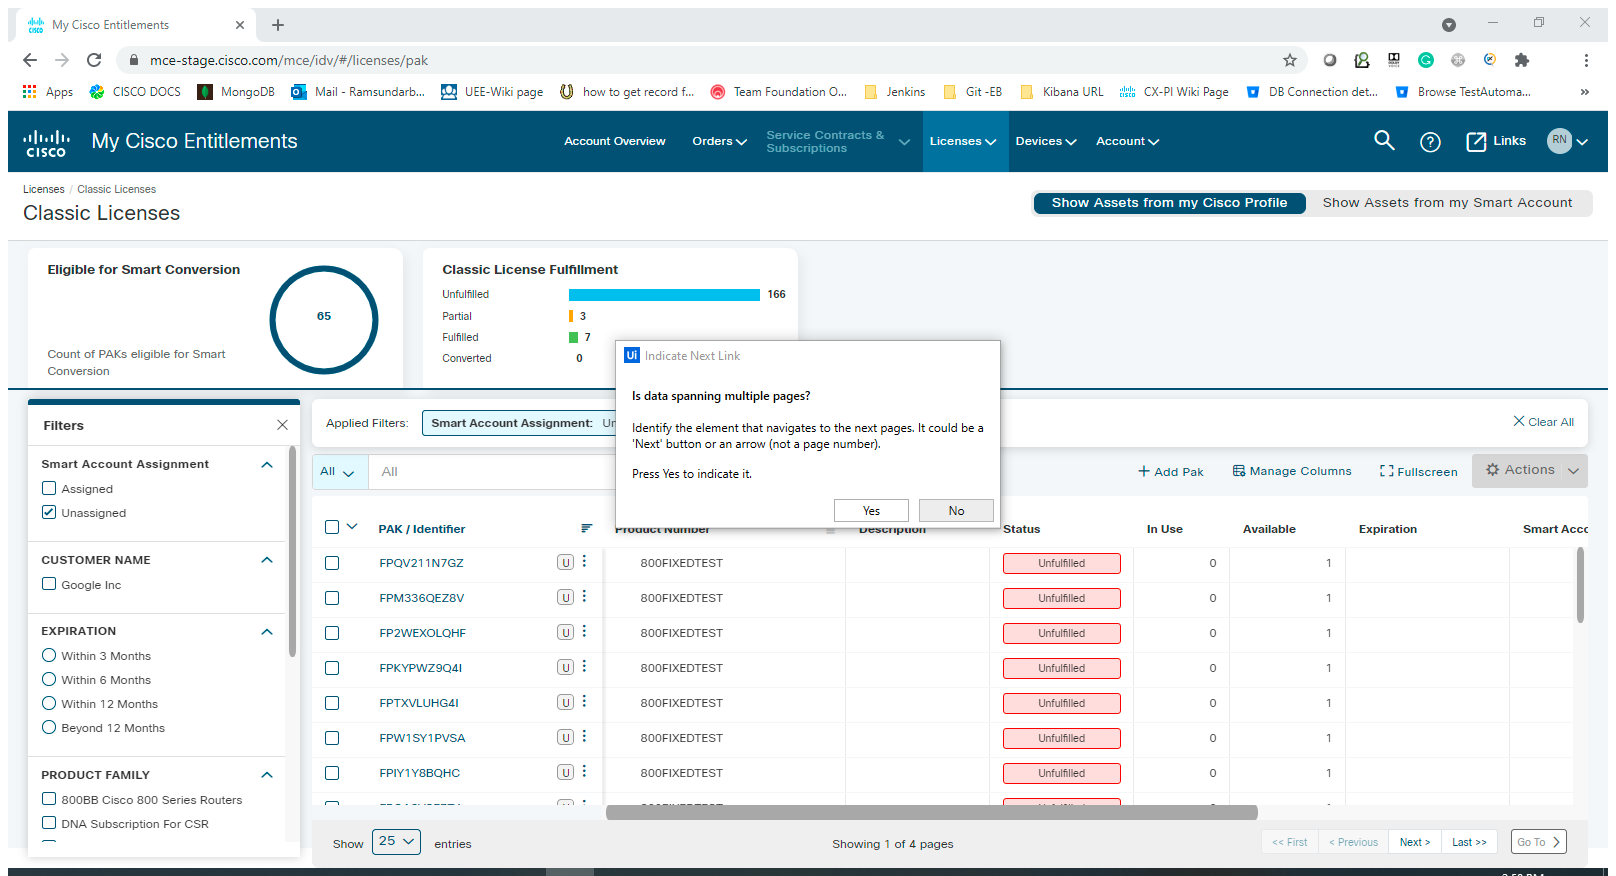 My Cisco Entitlements
mce-stage.cisco.com/mce/idv/#/licenses/pak
Apps
CISCO DOCS
MongoDB
Mail - Ramsundarb...
UEE-Wiki page
how to get record f...
Team Foundation O...
Jenkins
Git -EB
Kibana URL
CX-PI Wiki Page
DB Connection det...
Browse TestAutoma...
»
CISCO
My Cisco Entitlements
Account Overview
Orders
Service Contracts &
Subscriptions
Licenses
Devices
Account
Links
RN
Licenses / Classic Licenses
Classic Licenses
Show Assets from my Cisco Profile
Show Assets from my Smart Account
Eligible for Smart Conversion
65
Count of PAKs eligible for Smart
Conversion
Classic License Fulfillment
Unfulfilled 166
Partial 3
Fulfilled 7
Converted 0
Ui Indicate Next Link
Is data spanning multiple pages?
Identify the element that navigates to the next pages. It could be a
'Next' button or an arrow (not a page number).
Press Yes to indicate it.
Yes
No
Filters
Smart Account Assignment
Assigned
Unassigned
CUSTOMER NAME
Google Inc
EXPIRATION
Within 3 Months
Within 6 Months
Within 12 Months
Beyond 12 Months
PRODUCT FAMILY
800BB Cisco 800 Series Routers
DNA Subscription For CSR
Applied Filters:
Smart Account Assignment: Un
Clear All
All
All
+ Add Pak
Manage Columns
Fullscreen
Actions
PAK / Identifier Product Number Description Status In Use Available Expiration Smart Acco
FPQV211N7GZ U 800FIXEDTEST Unfulfilled 0 1
FPM336QEZ8V U 800FIXEDTEST Unfulfilled 0 1
FP2WEXOLQHF U 800FIXEDTEST Unfulfilled 0 1
FPKYPWZ9Q4I U 800FIXEDTEST Unfulfilled 0 1
FPTXVLUHG4I U 800FIXEDTEST Unfulfilled 0 1
FPW1SY1PVSA U 800FIXEDTEST Unfulfilled 0 1
FPIY1Y8BQHC U 800FIXEDTEST Unfulfilled 0 1
Show 25 entries
Showing 1 of 4 pages
<< First
< Previous
Next >
Last >>
Go To